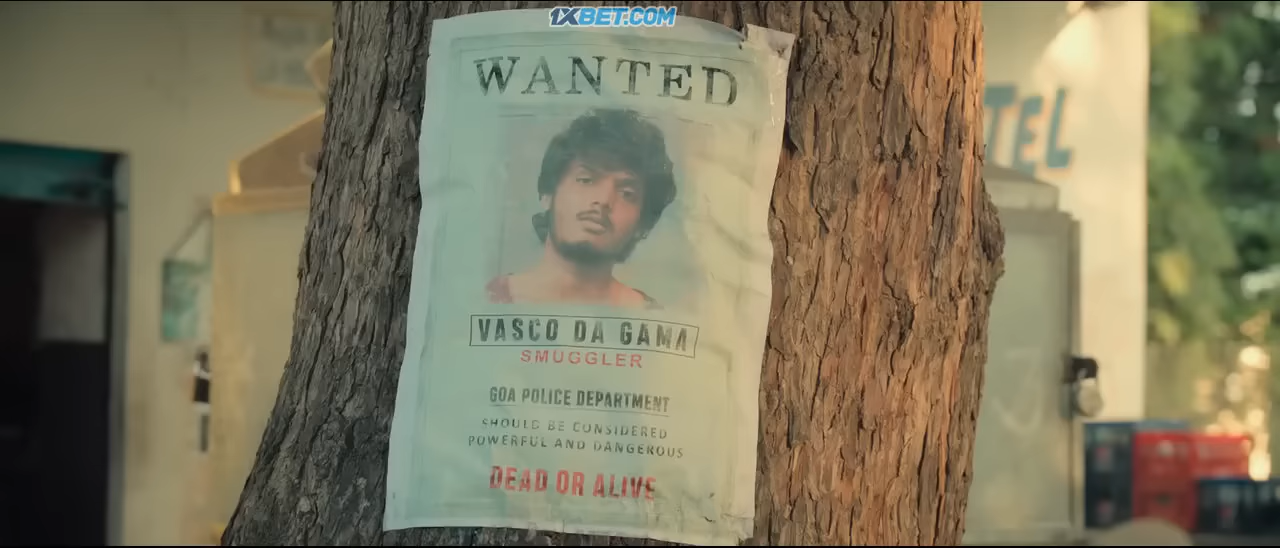 1XBET.COM
WANTED
TEL
VASCO DA GAMA
SMUGGLER
GOA POLICE DEPARTMENT
SHOULD BE CONSIDERED
POWERFUL AND DANGEROUS
DEAD OR ALIVE